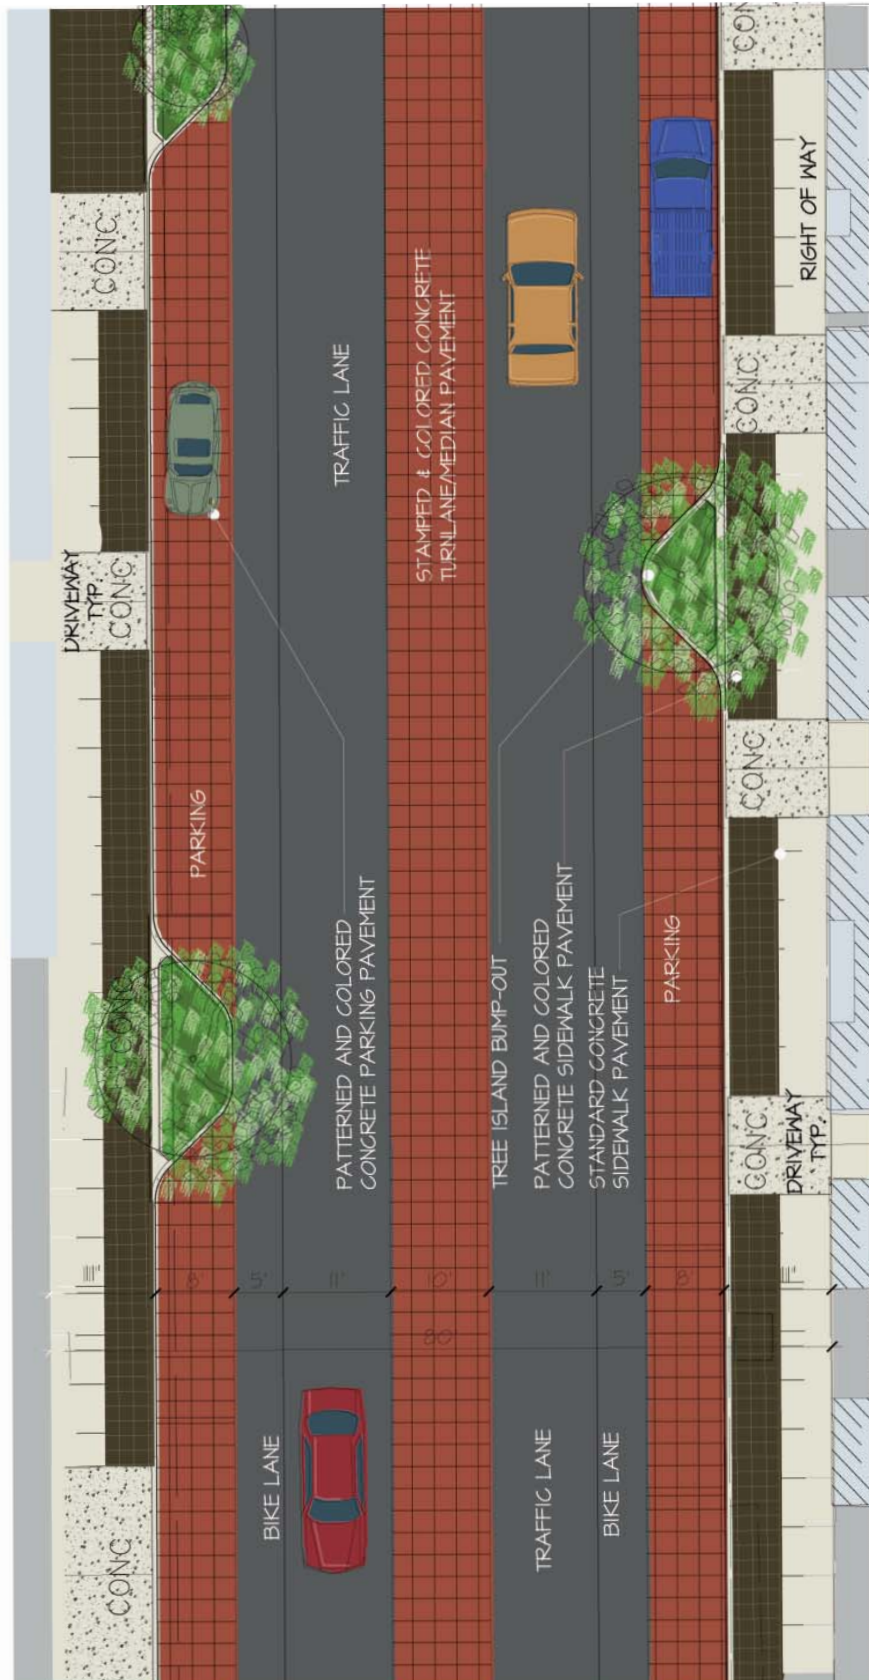 CONC
CONC
RIGHT OF WAY
CONC
TRAFFIC LANE
STAMPED & COLORED CONCRETE
TURNLANE/MEDIAN PAVEMENT
DRIVEWAY
TYP.
CONC
CONC
PARKING
PATTERNED AND COLORED
CONCRETE PARKING PAVEMENT
TREE ISLAND BUMP-OUT
PATTERNED AND COLORED
CONCRETE SIDEWALK PAVEMENT
STANDARD CONCRETE
SIDEWALK PAVEMENT
PARKING
CONC
CONC
DRIVEWAY
TYP.
11'
8'
5'
11'
10'
11'
5'
8'
11'
80'
BIKE LANE
TRAFFIC LANE
BIKE LANE
CONC